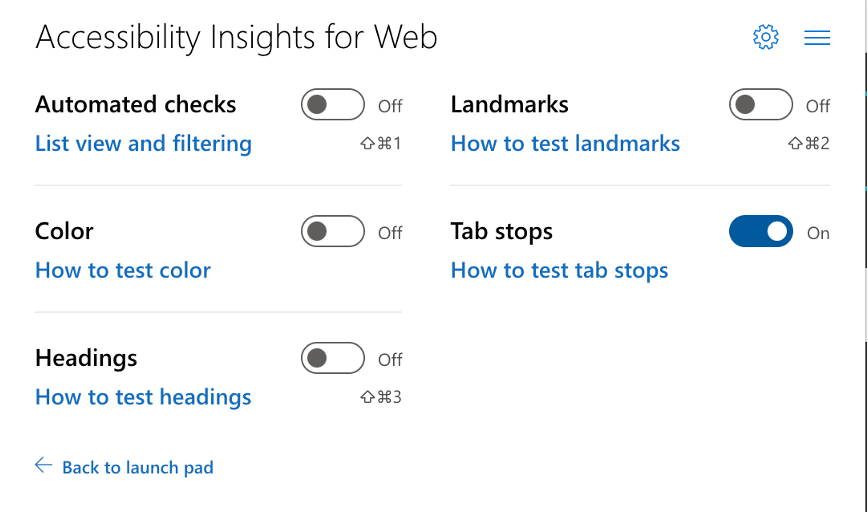 Accessibility Insights for Web
Automated checks Off
List view and filtering ⇧⌘1
Landmarks Off
How to test landmarks ⇧⌘2
Color Off
How to test color
Tab stops On
How to test tab stops
Headings Off
How to test headings ⇧⌘3
← Back to launch pad